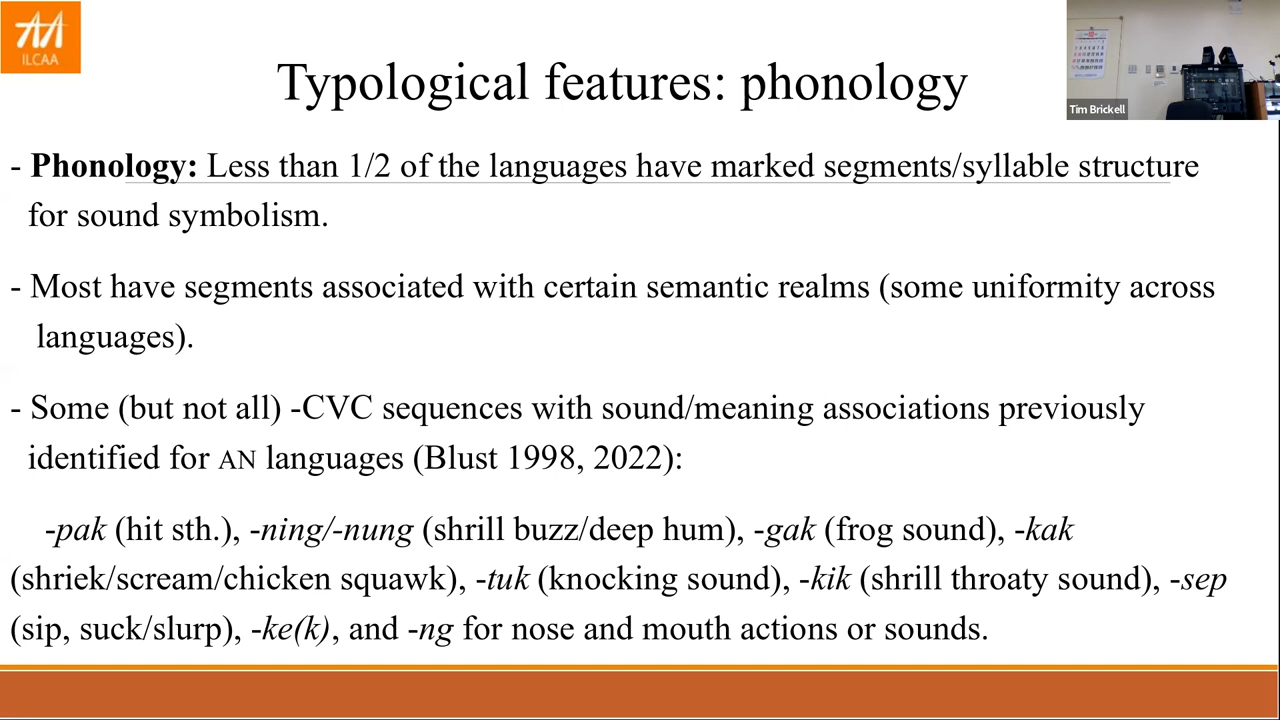 ILCAA
Typological features: phonology
Tim Brickell
- Phonology: Less than 1/2 of the languages have marked segments/syllable structure
for sound symbolism.
- Most have segments associated with certain semantic realms (some uniformity across
languages).
- Some (but not all) -CVC sequences with sound/meaning associations previously
identified for AN languages (Blust 1998, 2022):
-pak (hit sth.), -ning/-nung (shrill buzz/deep hum), -gak (frog sound), -kak
(shriek/scream/chicken squawk), -tuk (knocking sound), -kik (shrill throaty sound), -sep
(sip, suck/slurp), -ke(k), and -ng for nose and mouth actions or sounds.